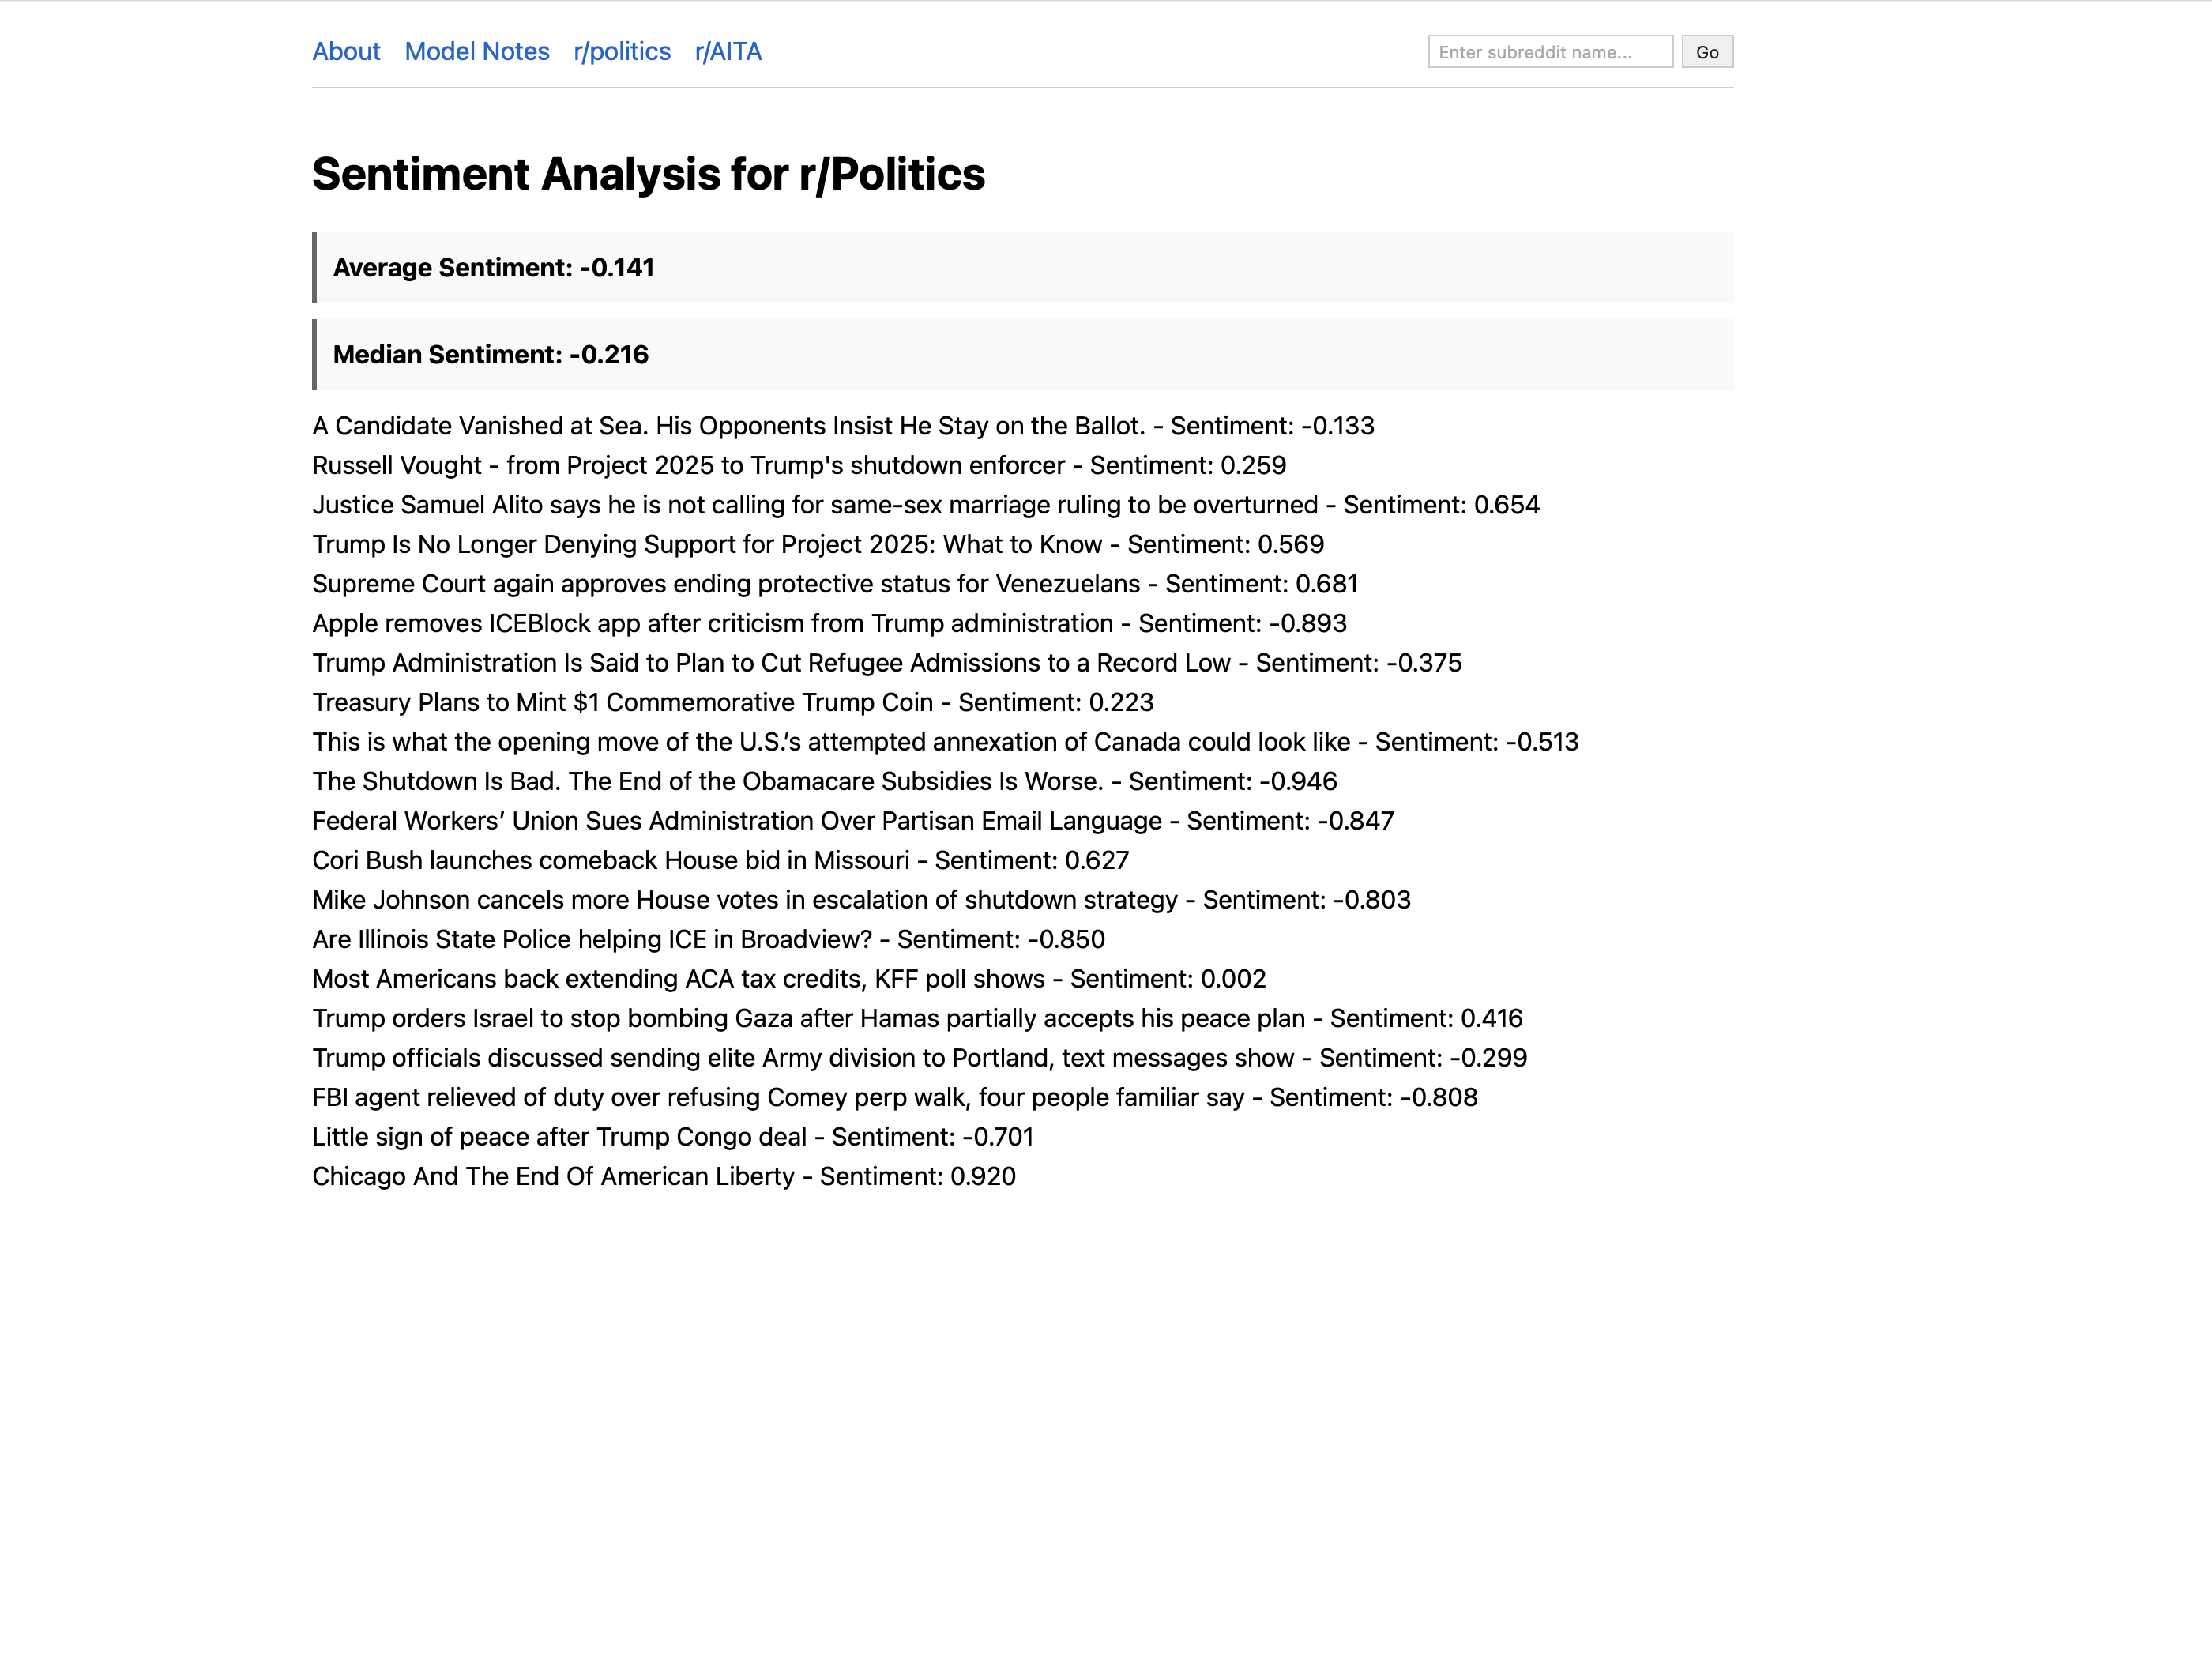 About Model Notes r/politics r/AITA Enter subreddit name... Go
Sentiment Analysis for r/Politics
Average Sentiment: -0.141
Median Sentiment: -0.216
A Candidate Vanished at Sea. His Opponents Insist He Stay on the Ballot. - Sentiment: -0.133
Russell Vought - from Project 2025 to Trump's shutdown enforcer - Sentiment: 0.259
Justice Samuel Alito says he is not calling for same-sex marriage ruling to be overturned - Sentiment: 0.654
Trump Is No Longer Denying Support for Project 2025: What to Know - Sentiment: 0.569
Supreme Court again approves ending protective status for Venezuelans - Sentiment: 0.681
Apple removes ICEBlock app after criticism from Trump administration - Sentiment: -0.893
Trump Administration Is Said to Plan to Cut Refugee Admissions to a Record Low - Sentiment: -0.375
Treasury Plans to Mint $1 Commemorative Trump Coin - Sentiment: 0.223
This is what the opening move of the U.S.’s attempted annexation of Canada could look like - Sentiment: -0.513
The Shutdown Is Bad. The End of the Obamacare Subsidies Is Worse. - Sentiment: -0.946
Federal Workers’ Union Sues Administration Over Partisan Email Language - Sentiment: -0.847
Cori Bush launches comeback House bid in Missouri - Sentiment: 0.627
Mike Johnson cancels more House votes in escalation of shutdown strategy - Sentiment: -0.803
Are Illinois State Police helping ICE in Broadview? - Sentiment: -0.850
Most Americans back extending ACA tax credits, KFF poll shows - Sentiment: 0.002
Trump orders Israel to stop bombing Gaza after Hamas partially accepts his peace plan - Sentiment: 0.416
Trump officials discussed sending elite Army division to Portland, text messages show - Sentiment: -0.299
FBI agent relieved of duty over refusing Comey perp walk, four people familiar say - Sentiment: -0.808
Little sign of peace after Trump Congo deal - Sentiment: -0.701
Chicago And The End Of American Liberty - Sentiment: 0.920